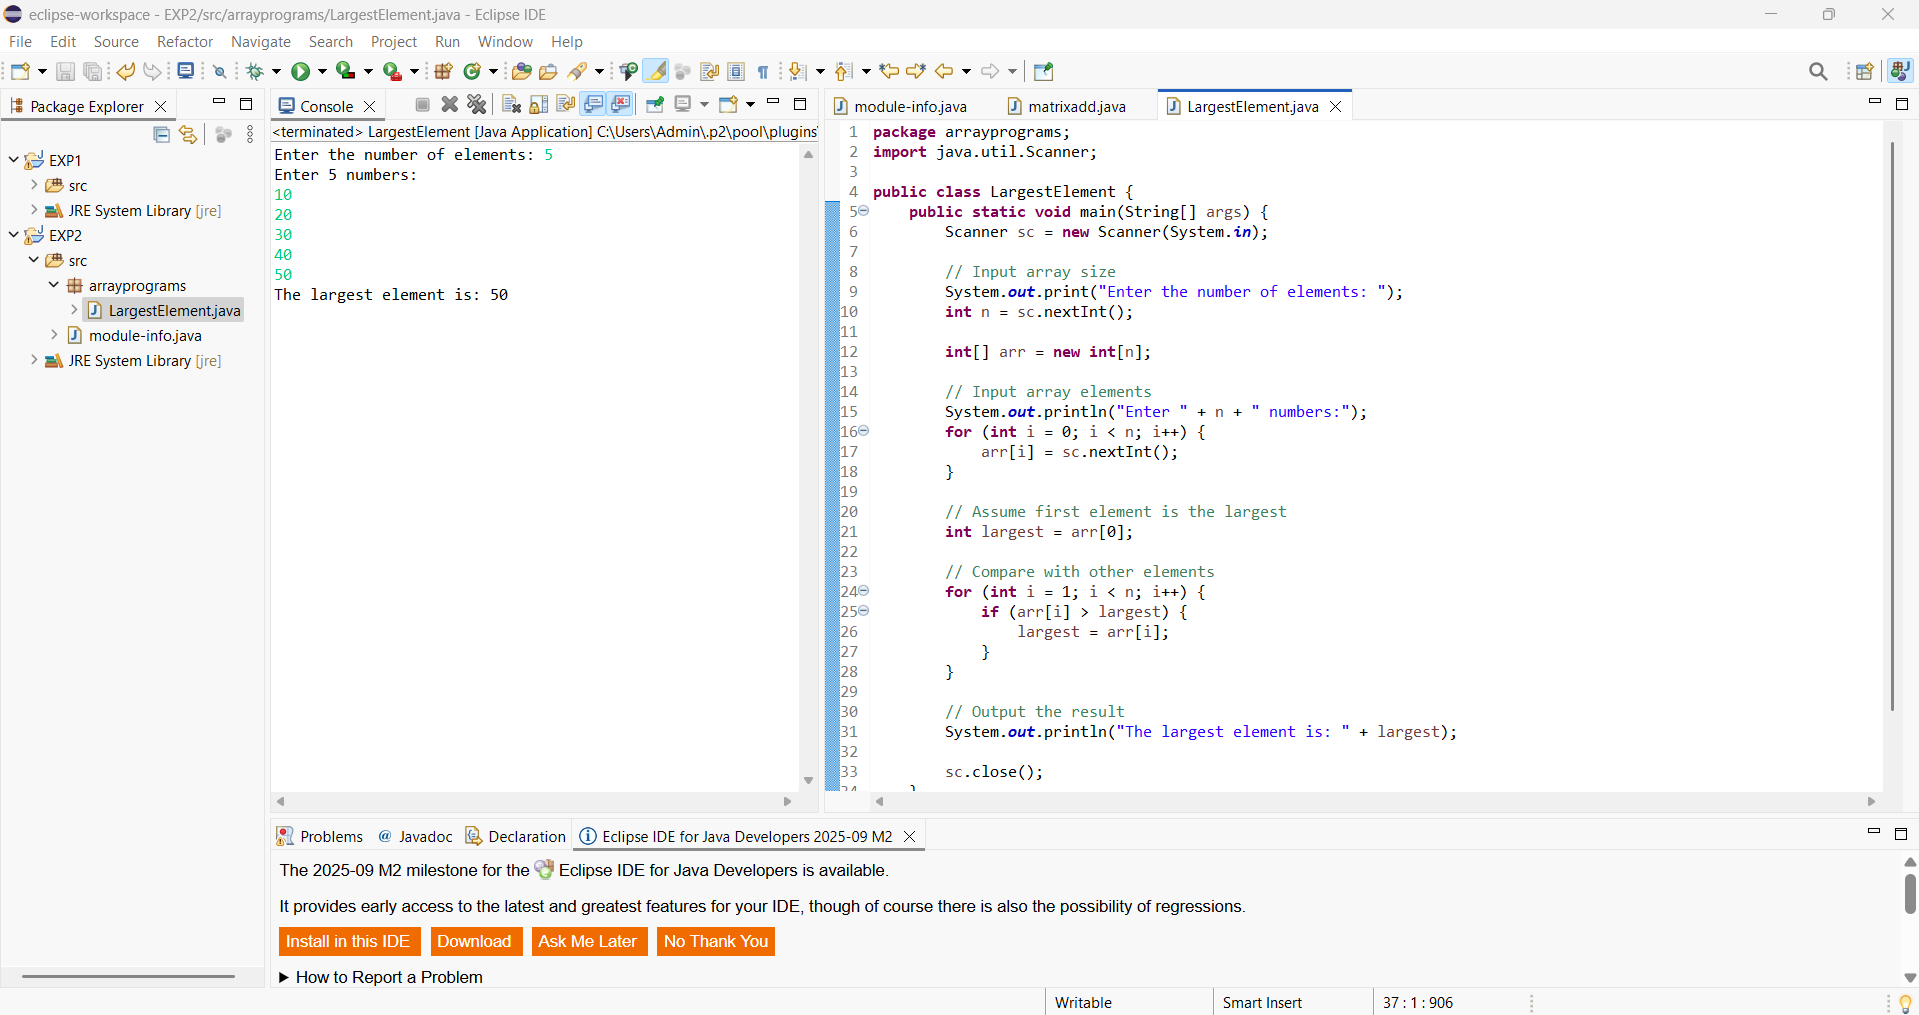 eclipse-workspace - EXP2/src/arrayprograms/LargestElement.java - Eclipse IDE
File Edit Source Refactor Navigate Search Project Run Window Help
Package Explorer
EXP1
src
JRE System Library [jre]
EXP2
src
arrayprograms
LargestElement.java
module-info.java
JRE System Library [jre]
Console
<terminated> LargestElement [Java Application] C:\Users\Admin\.p2\pool\plugins\
Enter the number of elements: 5
Enter 5 numbers:
10
20
30
40
50
The largest element is: 50
module-info.java matrixadd.java LargestElement.java
1 package arrayprograms;
2 import java.util.Scanner;
3
4 public class LargestElement {
5 public static void main(String[] args) {
6 Scanner sc = new Scanner(System.in);
7
8 // Input array size
9 System.out.print("Enter the number of elements: ");
10 int n = sc.nextInt();
11
12 int[] arr = new int[n];
13
14 // Input array elements
15 System.out.println("Enter " + n + " numbers:");
16 for (int i = 0; i < n; i++) {
17 arr[i] = sc.nextInt();
18 }
19
20 // Assume first element is the largest
21 int largest = arr[0];
22
23 // Compare with other elements
24 for (int i = 1; i < n; i++) {
25 if (arr[i] > largest) {
26 largest = arr[i];
27 }
28 }
29
30 // Output the result
31 System.out.println("The largest element is: " + largest);
32
33 sc.close();
34 }
Problems @ Javadoc Declaration Eclipse IDE for Java Developers 2025-09 M2
The 2025-09 M2 milestone for the Eclipse IDE for Java Developers is available.
It provides early access to the latest and greatest features for your IDE, though of course there is also the possibility of regressions.
Install in this IDE Download Ask Me Later No Thank You
How to Report a Problem
Writable Smart Insert 37 : 1 : 906